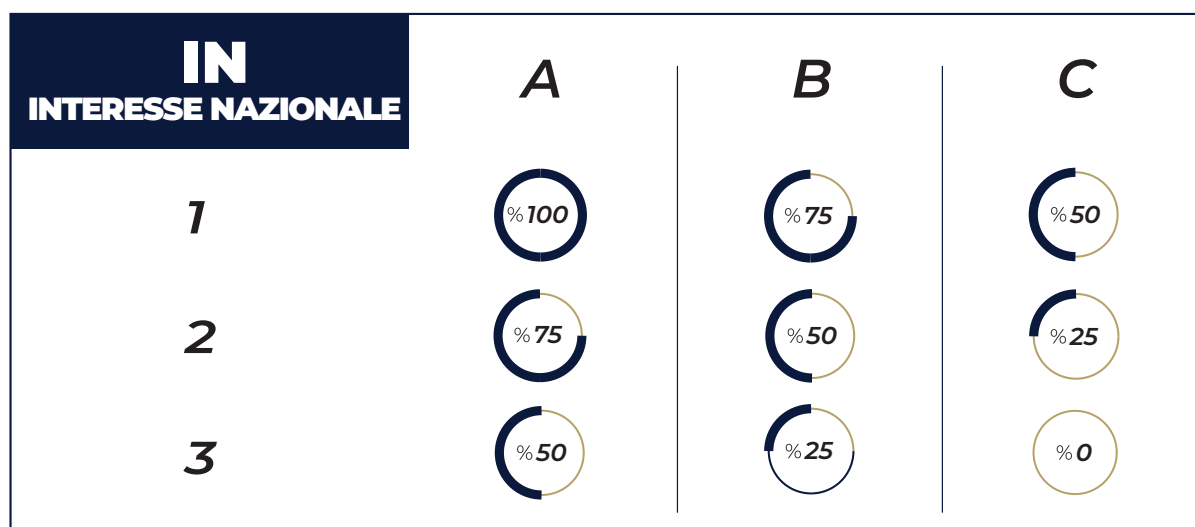 IN
INTERESSE NAZIONALE
A B C
1 %100 %75 %50
2 %75 %50 %25
3 %50 %25 %0